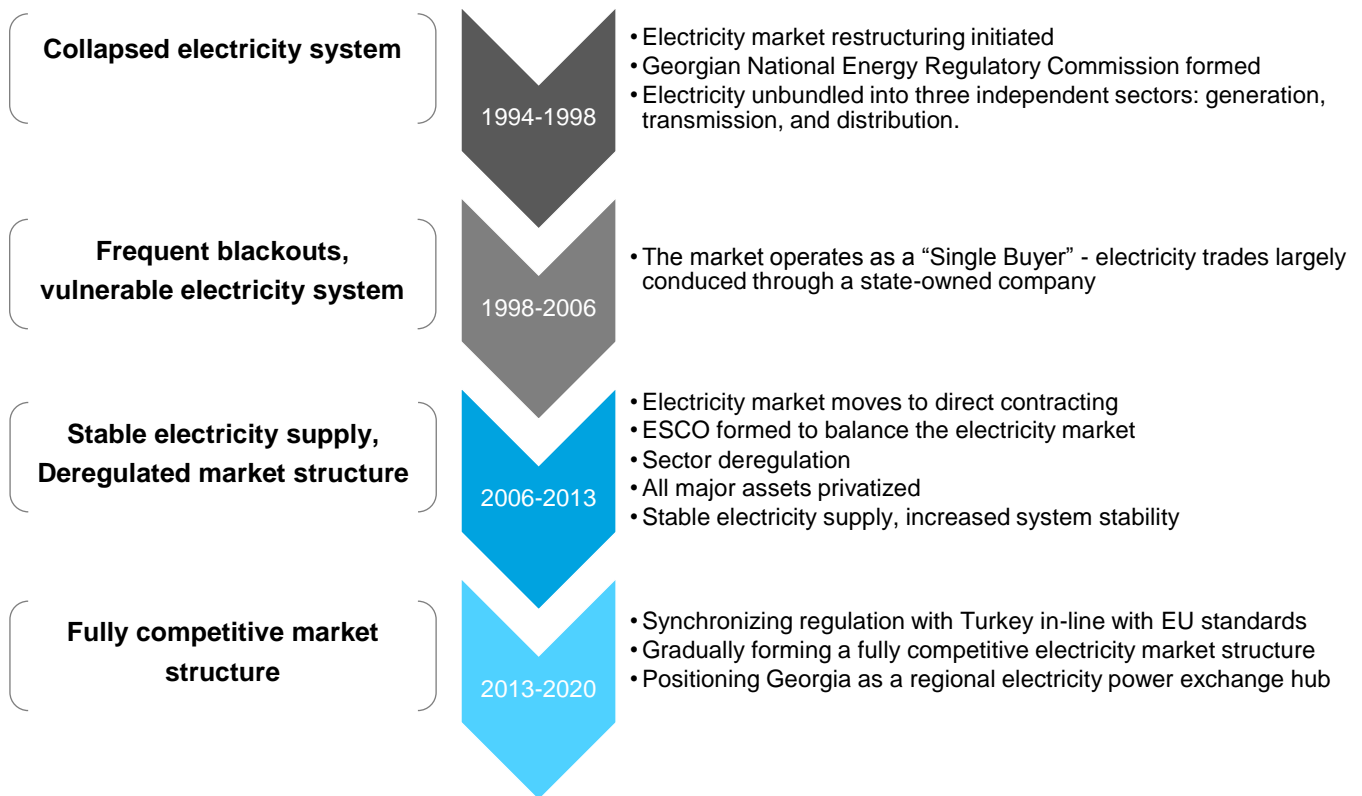 Collapsed electricity system
1994-1998
• Electricity market restructuring initiated
• Georgian National Energy Regulatory Commission formed
• Electricity unbundled into three independent sectors: generation,
transmission, and distribution.
Frequent blackouts,
vulnerable electricity system
1998-2006
• The market operates as a “Single Buyer” - electricity trades largely
conduced through a state-owned company
Stable electricity supply,
Deregulated market structure
2006-2013
• Electricity market moves to direct contracting
• ESCO formed to balance the electricity market
• Sector deregulation
• All major assets privatized
• Stable electricity supply, increased system stability
Fully competitive market
structure
2013-2020
• Synchronizing regulation with Turkey in-line with EU standards
• Gradually forming a fully competitive electricity market structure
• Positioning Georgia as a regional electricity power exchange hub